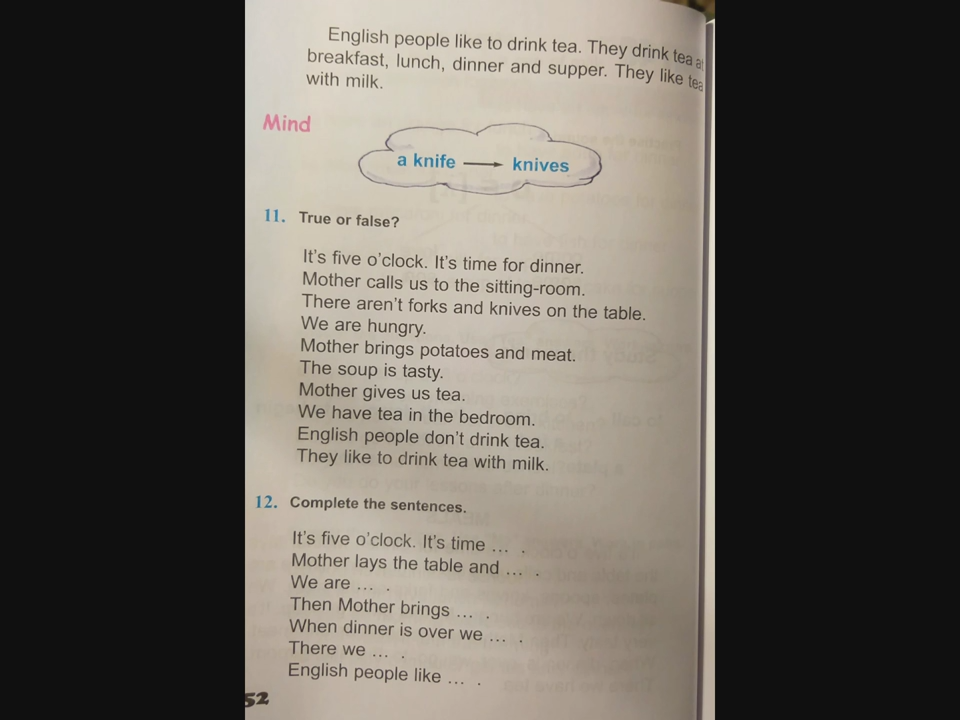 English people like to drink tea. They drink tea at
breakfast, lunch, dinner and supper. They like tea
with milk.
Mind
a knife → knives
11. True or false?
It's five o'clock. It's time for dinner.
Mother calls us to the sitting-room.
There aren't forks and knives on the table.
We are hungry.
Mother brings potatoes and meat.
The soup is tasty.
Mother gives us tea.
We have tea in the bedroom.
English people don't drink tea.
They like to drink tea with milk.
12. Complete the sentences.
It's five o'clock. It's time ... .
Mother lays the table and ... .
We are ... .
Then Mother brings ... .
When dinner is over we ... .
There we ... .
English people like ... .
52